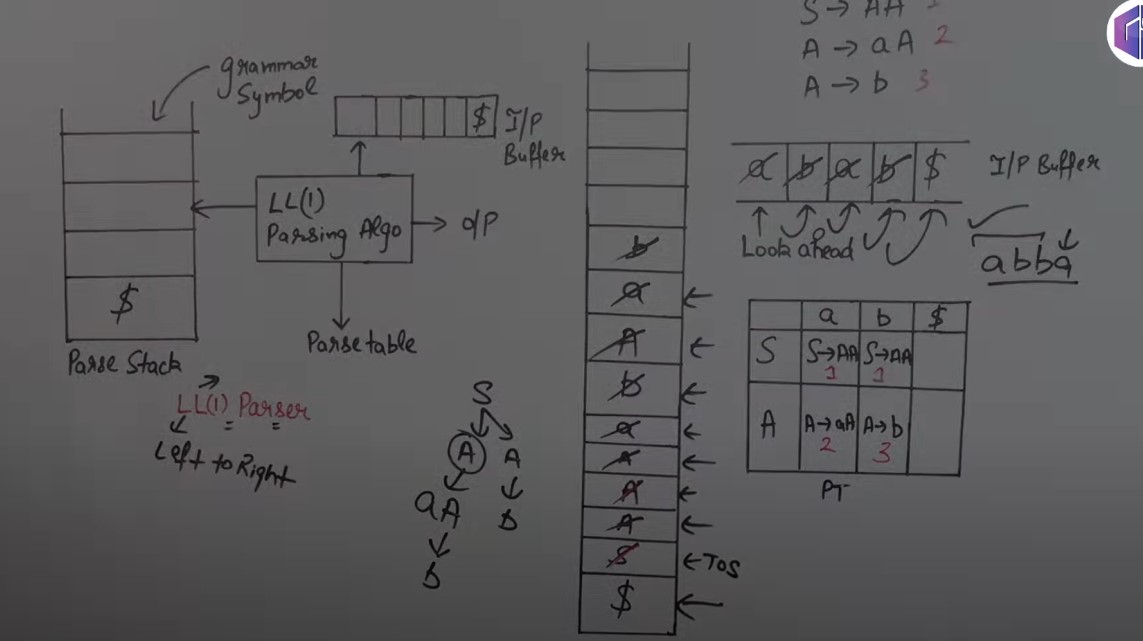 grammar
Symbol
$
Parse Stack
$
I/P
Buffer
LL(1)
Parsing Algo
O/P
Parse table
LL(1) Parser
Left to Right
S
A A
a A b
b
b
a
A
b
a
A
A
A
S
$
←TOS
S → AA 1
A → aA 2
A → b 3
a b a b $
I/P Buffer
Look ahead
abba
a b $
S S→AA S→AA
1 1
A A→aA A→b
2 3
PT